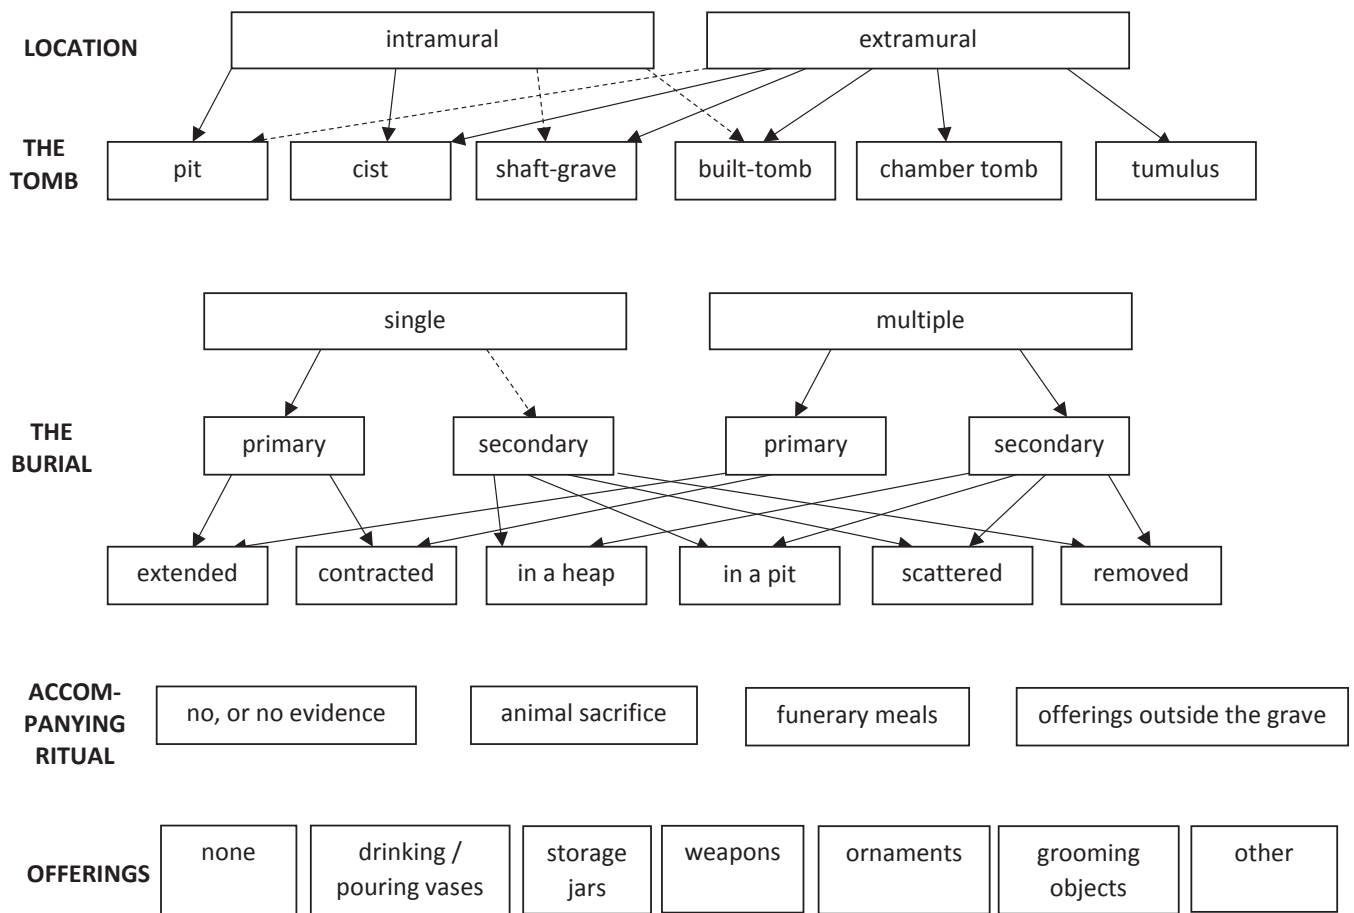 LOCATION
intramural
extramural
THE
TOMB
pit
cist
shaft-grave
built-tomb
chamber tomb
tumulus
single
multiple
THE
BURIAL
primary
secondary
primary
secondary
extended
contracted
in a heap
in a pit
scattered
removed
ACCOM-
PANYING
RITUAL
no, or no evidence
animal sacrifice
funerary meals
offerings outside the grave
OFFERINGS
none
drinking /
pouring vases
storage
jars
weapons
ornaments
grooming
objects
other